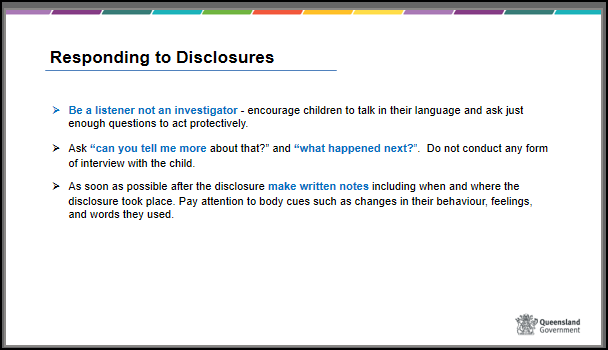 Responding to Disclosures
Be a listener not an investigator - encourage children to talk in their language and ask just
enough questions to act protectively.
Ask “can you tell me more about that?” and “what happened next?”. Do not conduct any form
of interview with the child.
As soon as possible after the disclosure make written notes including when and where the
disclosure took place. Pay attention to body cues such as changes in their behaviour, feelings,
and words they used.
Queensland
Government